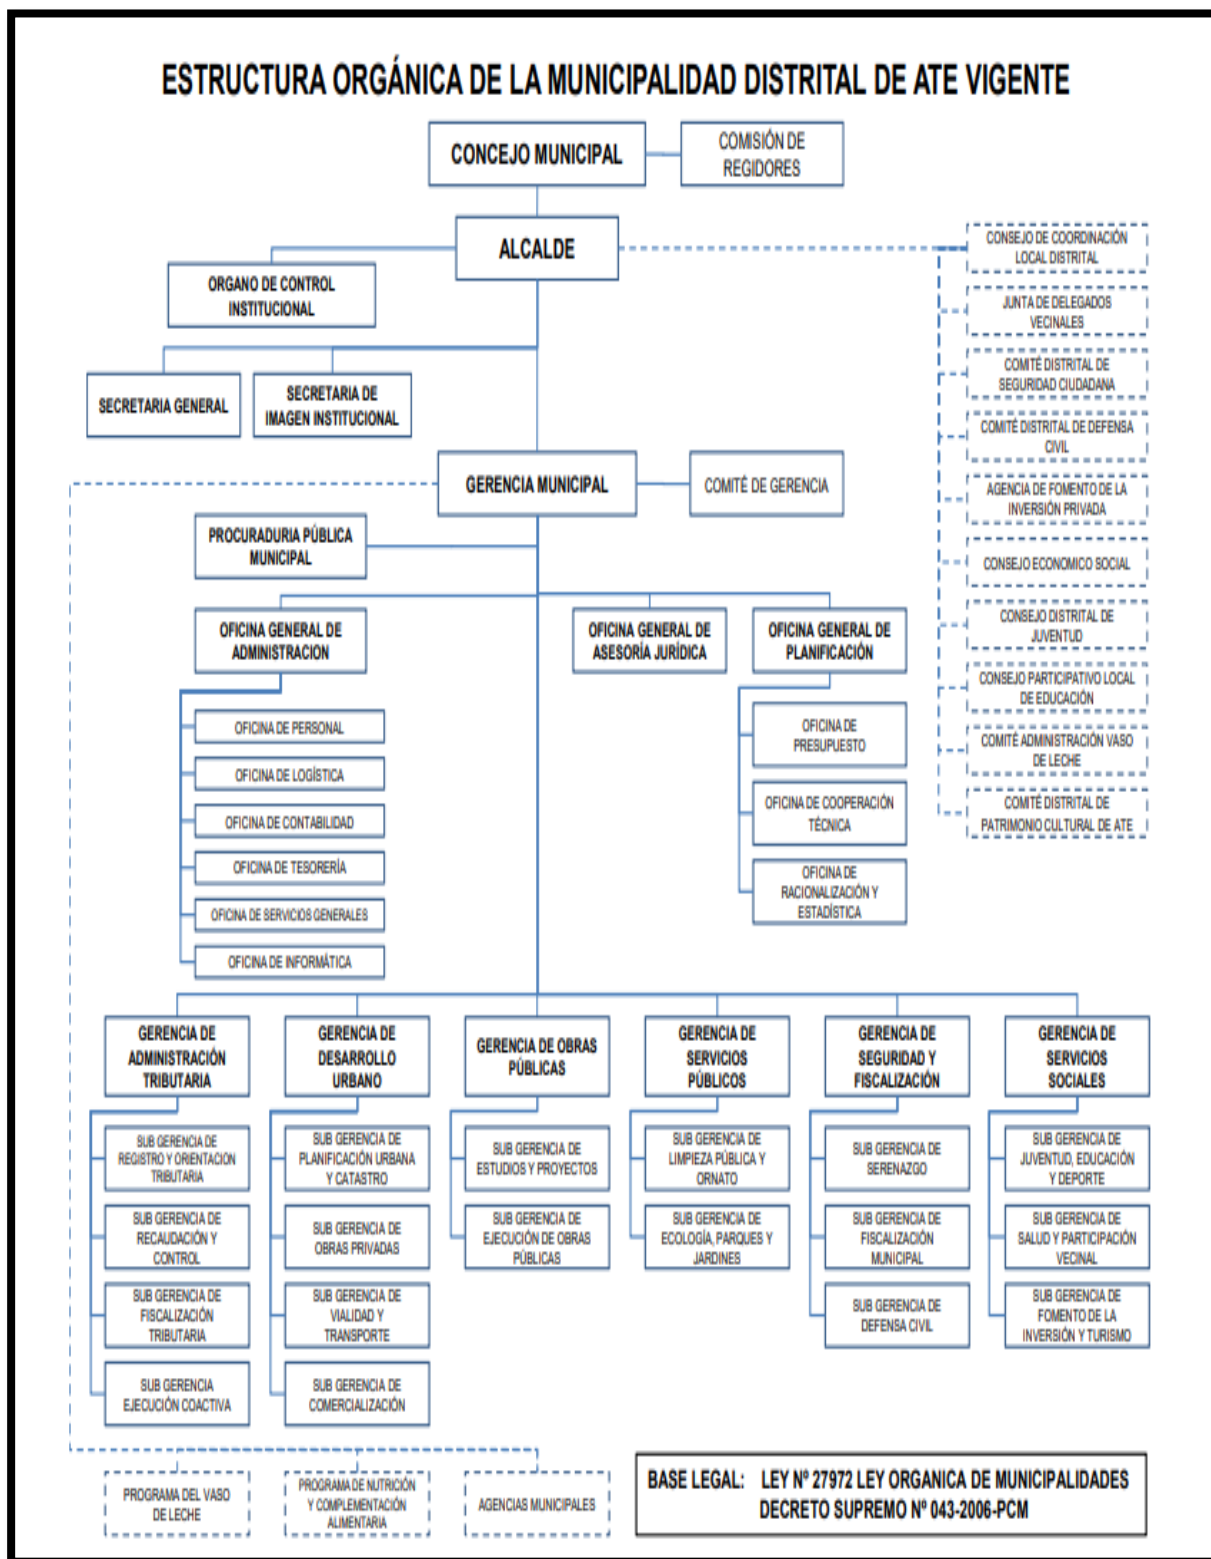 ESTRUCTURA ORGÁNICA DE LA MUNICIPALIDAD DISTRITAL DE ATE VIGENTE
CONCEJO MUNICIPAL
COMISIÓN DE
REGIDORES
ALCALDE
ORGANO DE CONTROL
INSTITUCIONAL
SECRETARIA GENERAL
SECRETARIA DE
IMAGEN INSTITUCIONAL
CONSEJO DE COORDINACIÓN
LOCAL DISTRITAL
JUNTA DE DELEGADOS
VECINALES
COMITÉ DISTRITAL DE
SEGURIDAD CIUDADANA
COMITÉ DISTRITAL DE DEFENSA
CIVIL
AGENCIA DE FOMENTO DE LA
INVERSIÓN PRIVADA
CONSEJO ECONOMICO SOCIAL
CONSEJO DISTRITAL DE
JUVENTUD
CONSEJO PARTICIPATIVO LOCAL
DE EDUCACIÓN
COMITÉ ADMINISTRACIÓN VASO
DE LECHE
COMITÉ DISTRITAL DE
PATRIMONIO CULTURAL DE ATE
GERENCIA MUNICIPAL
COMITÉ DE GERENCIA
PROCURADURIA PÚBLICA
MUNICIPAL
OFICINA GENERAL DE
ADMINISTRACION
OFICINA GENERAL DE
ASESORÍA JURÍDICA
OFICINA GENERAL DE
PLANIFICACIÓN
OFICINA DE PERSONAL
OFICINA DE LOGÍSTICA
OFICINA DE CONTABILIDAD
OFICINA DE TESORERÍA
OFICINA DE SERVICIOS GENERALES
OFICINA DE INFORMÁTICA
OFICINA DE
PRESUPUESTO
OFICINA DE COOPERACIÓN
TÉCNICA
OFICINA DE
RACIONALIZACIÓN Y
ESTADÍSTICA
GERENCIA DE
ADMINISTRACIÓN
TRIBUTARIA
SUB GERENCIA DE
REGISTRO Y ORIENTACION
TRIBUTARIA
SUB GERENCIA DE
RECAUDACIÓN Y
CONTROL
SUB GERENCIA DE
FISCALIZACIÓN
TRIBUTARIA
SUB GERENCIA
EJECUCIÓN COACTIVA
GERENCIA DE
DESARROLLO
URBANO
SUB GERENCIA DE
PLANIFICACIÓN URBANA
Y CATASTRO
SUB GERENCIA DE
OBRAS PRIVADAS
SUB GERENCIA DE
VIALIDAD Y
TRANSPORTE
SUB GERENCIA DE
COMERCIALIZACIÓN
GERENCIA DE OBRAS
PÚBLICAS
SUB GERENCIA DE
ESTUDIOS Y PROYECTOS
SUB GERENCIA DE
EJECUCIÓN DE OBRAS
PÚBLICAS
GERENCIA DE
SERVICIOS
PÚBLICOS
SUB GERENCIA DE
LIMPIEZA PÚBLICA Y
ORNATO
SUB GERENCIA DE
ECOLOGÍA, PARQUES Y
JARDINES
GERENCIA DE
SEGURIDAD Y
FISCALIZACIÓN
SUB GERENCIA DE
SERENAZGO
SUB GERENCIA DE
FISCALIZACIÓN
MUNICIPAL
SUB GERENCIA DE
DEFENSA CIVIL
GERENCIA DE
SERVICIOS
SOCIALES
SUB GERENCIA DE
JUVENTUD, EDUCACIÓN
Y DEPORTE
SUB GERENCIA DE
SALUD Y PARTICIPACIÓN
VECINAL
SUB GERENCIA DE
FOMENTO DE LA
INVERSIÓN Y TURISMO
PROGRAMA DEL VASO
DE LECHE
PROGRAMA DE NUTRICIÓN
Y COMPLEMENTACIÓN
ALIMENTARIA
AGENCIAS MUNICIPALES
BASE LEGAL: LEY Nº 27972 LEY ORGANICA DE MUNICIPALIDADES
DECRETO SUPREMO Nº 043-2006-PCM